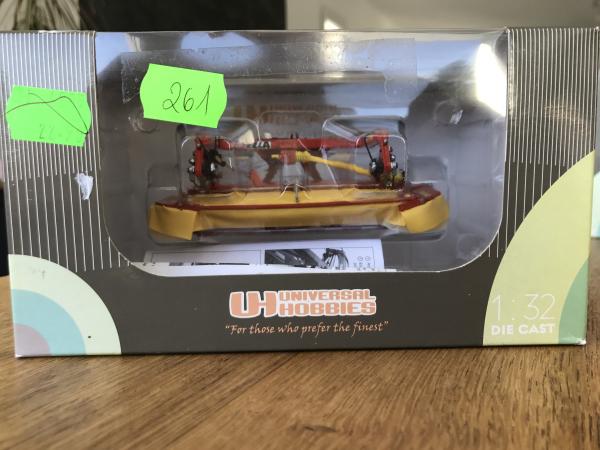 261
UH UNIVERSAL
HOBBIES
"For those who prefer the finest"
1:32
DIE CAST